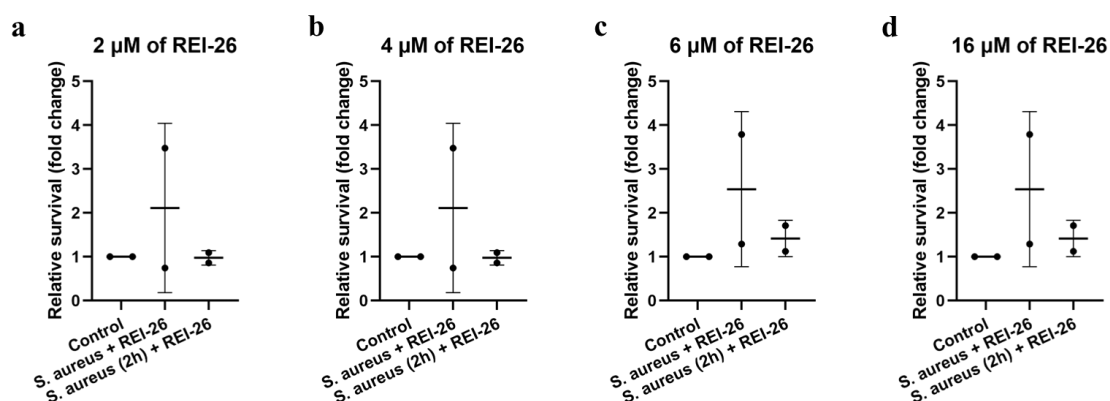 a
2 µM of REI-26
Relative survival (fold change)
5
4
3
2
1
0
Control
S. aureus + REI-26
S. aureus (2h) + REI-26
b
4 µM of REI-26
Relative survival (fold change)
5
4
3
2
1
0
Control
S. aureus + REI-26
S. aureus (2h) + REI-26
c
6 µM of REI-26
Relative survival (fold change)
5
4
3
2
1
0
Control
S. aureus + REI-26
S. aureus (2h) + REI-26
d
16 µM of REI-26
Relative survival (fold change)
5
4
3
2
1
0
Control
S. aureus + REI-26
S. aureus (2h) + REI-26